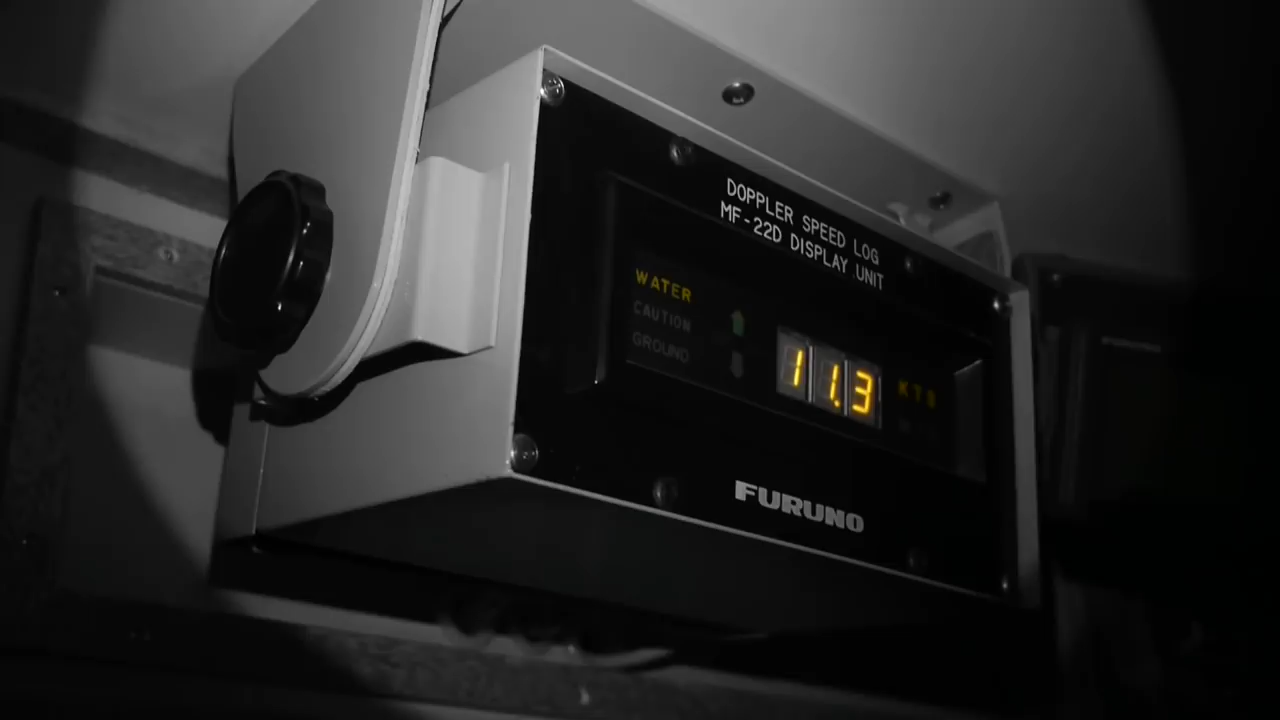 DOPPLER SPEED LOG
MF-22D DISPLAY UNIT
WATER
CAUTION
GROUND
11.3
KTS
FURUNO